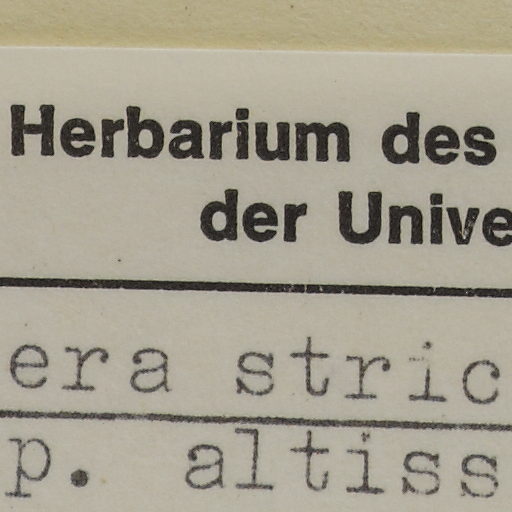 Herbarium des
der Unive
era stric
p. altiss